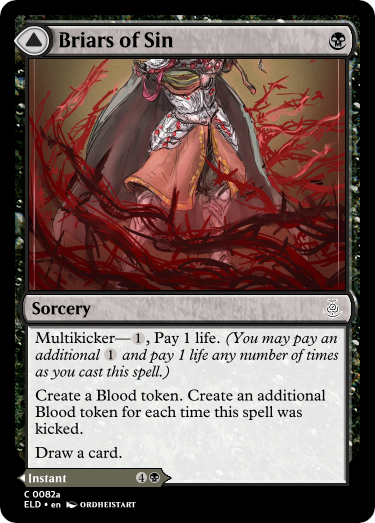 Briars of Sin
Sorcery
Multikicker—1, Pay 1 life. (You may pay an
additional 1 and pay 1 life any number of times
as you cast this spell.)
Create a Blood token. Create an additional
Blood token for each time this spell was
kicked.
Draw a card.
Instant 4
C 0082a
ELD • en ORDHEISTART